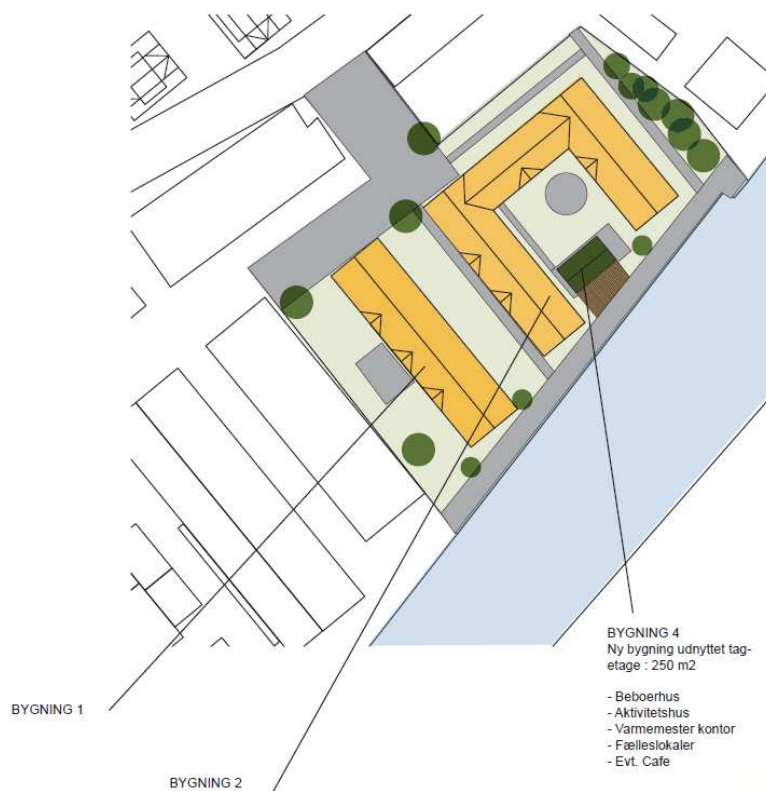 BYGNING 4
Ny bygning udnyttet tag-
etage : 250 m2
- Beboerhus
- Aktivitetshus
- Varmemester kontor
- Fælleslokaler
- Evt. Cafe
BYGNING 1
BYGNING 2